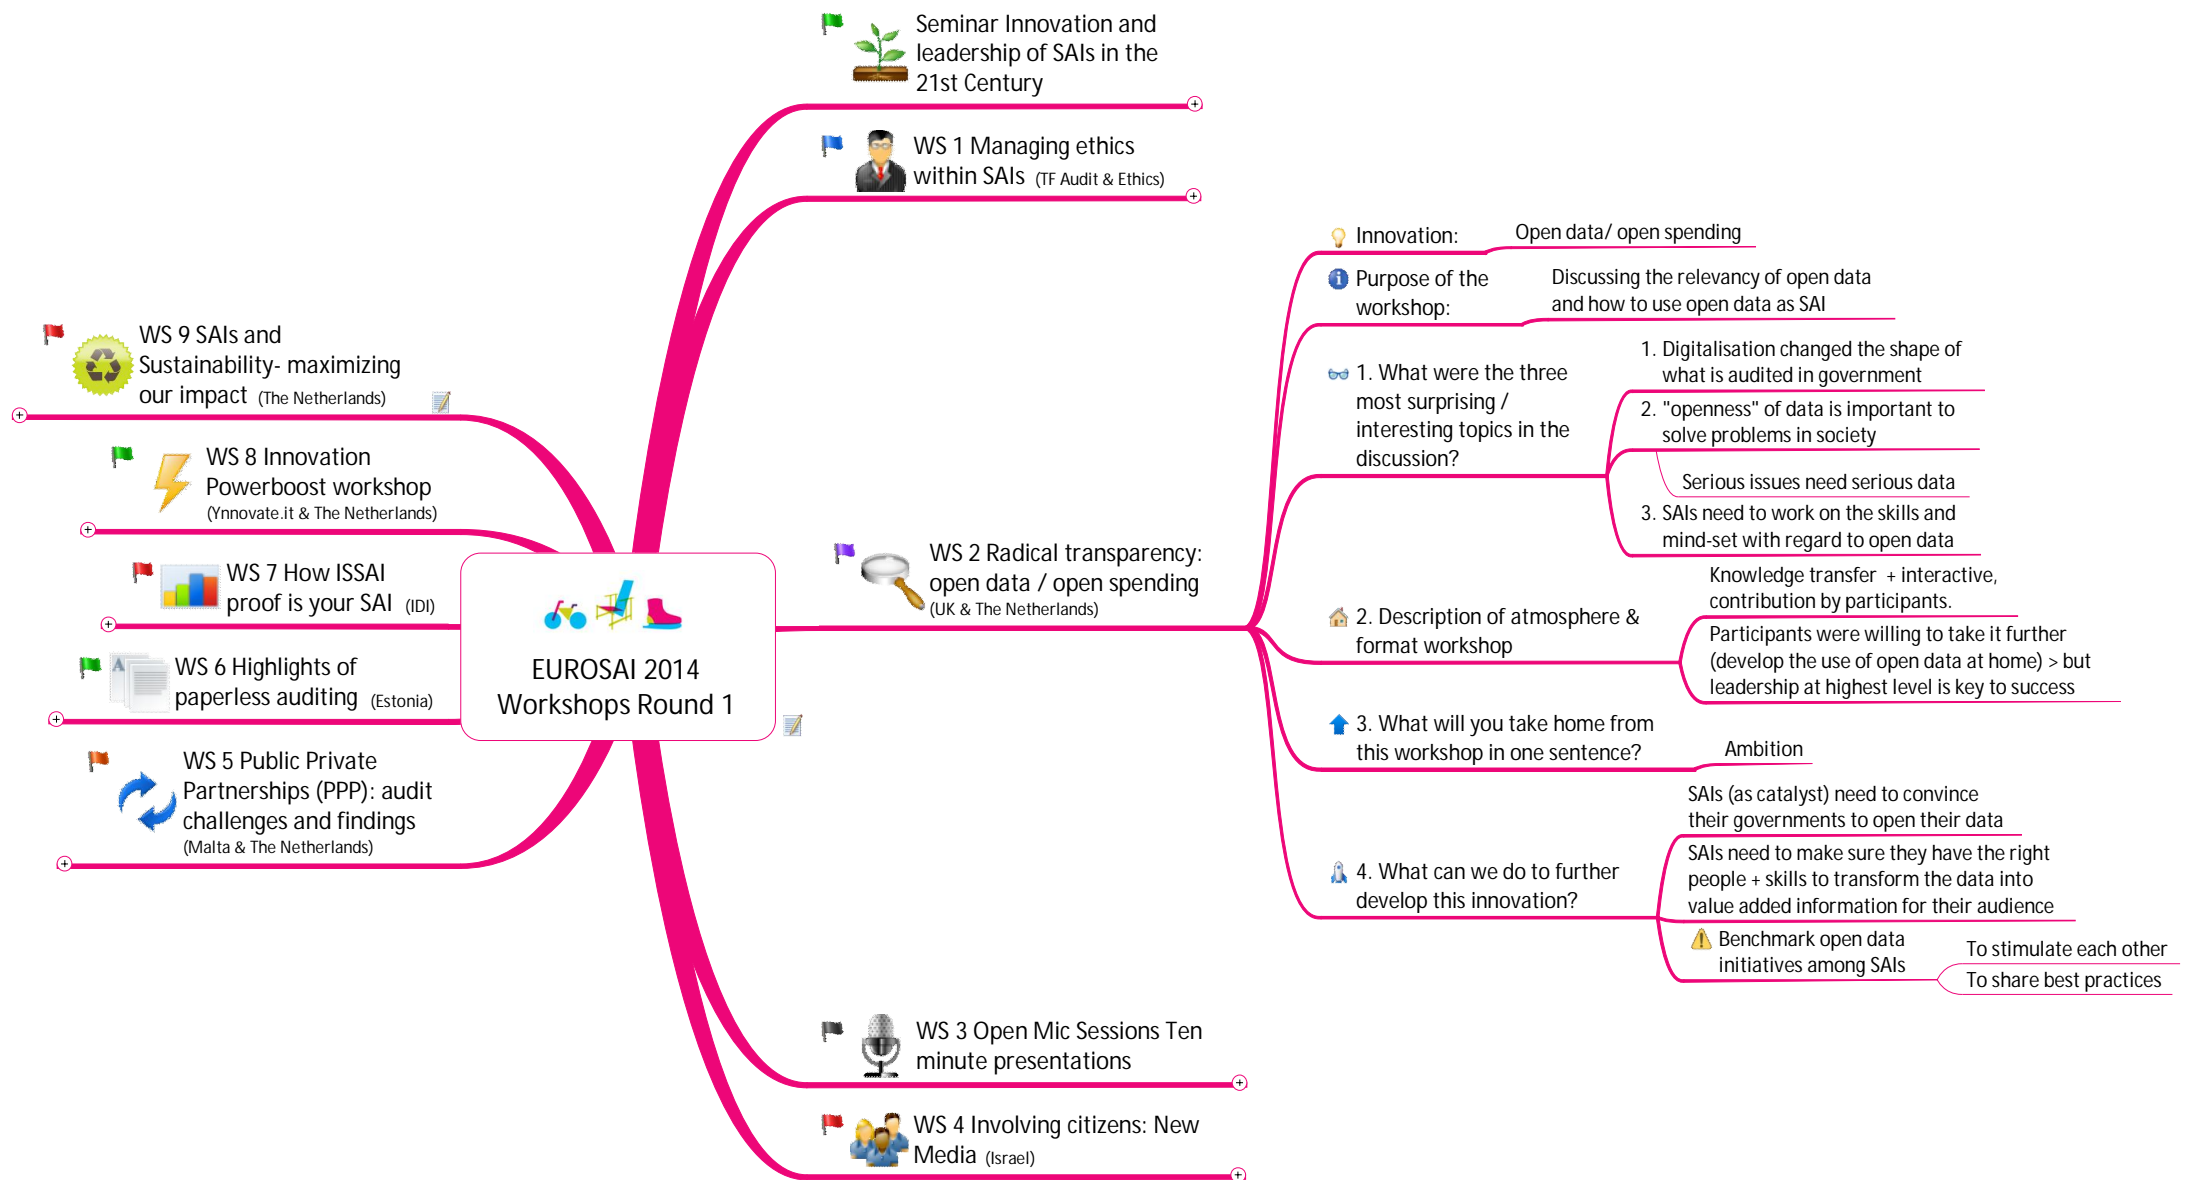 Seminar Innovation and
leadership of SAIs in the
21st Century
WS 1 Managing ethics
within SAIs (TF Audit & Ethics)
WS 2 Radical transparency:
open data / open spending
(UK & The Netherlands)
Innovation:
Open data/ open spending
Purpose of the
workshop:
Discussing the relevancy of open data
and how to use open data as SAI
1. What were the three
most surprising /
interesting topics in the
discussion?
1. Digitalisation changed the shape of
what is audited in government
2. "openness" of data is important to
solve problems in society
Serious issues need serious data
3. SAIs need to work on the skills and
mind-set with regard to open data
2. Description of atmosphere &
format workshop
Knowledge transfer + interactive,
contribution by participants.
Participants were willing to take it further
(develop the use of open data at home) > but
leadership at highest level is key to success
3. What will you take home from
this workshop in one sentence?
Ambition
4. What can we do to further
develop this innovation?
SAIs (as catalyst) need to convince
their governments to open their data
SAIs need to make sure they have the right
people + skills to transform the data into
value added information for their audience
Benchmark open data
initiatives among SAIs
To stimulate each other
To share best practices
WS 3 Open Mic Sessions Ten
minute presentations
WS 4 Involving citizens: New
Media (Israel)
WS 9 SAIs and
Sustainability- maximizing
our impact (The Netherlands)
WS 8 Innovation
Powerboost workshop
(Ynnovate.it & The Netherlands)
WS 7 How ISSAI
proof is your SAI (IDI)
WS 6 Highlights of
paperless auditing (Estonia)
WS 5 Public Private
Partnerships (PPP): audit
challenges and findings
(Malta & The Netherlands)
EUROSAI 2014
Workshops Round 1